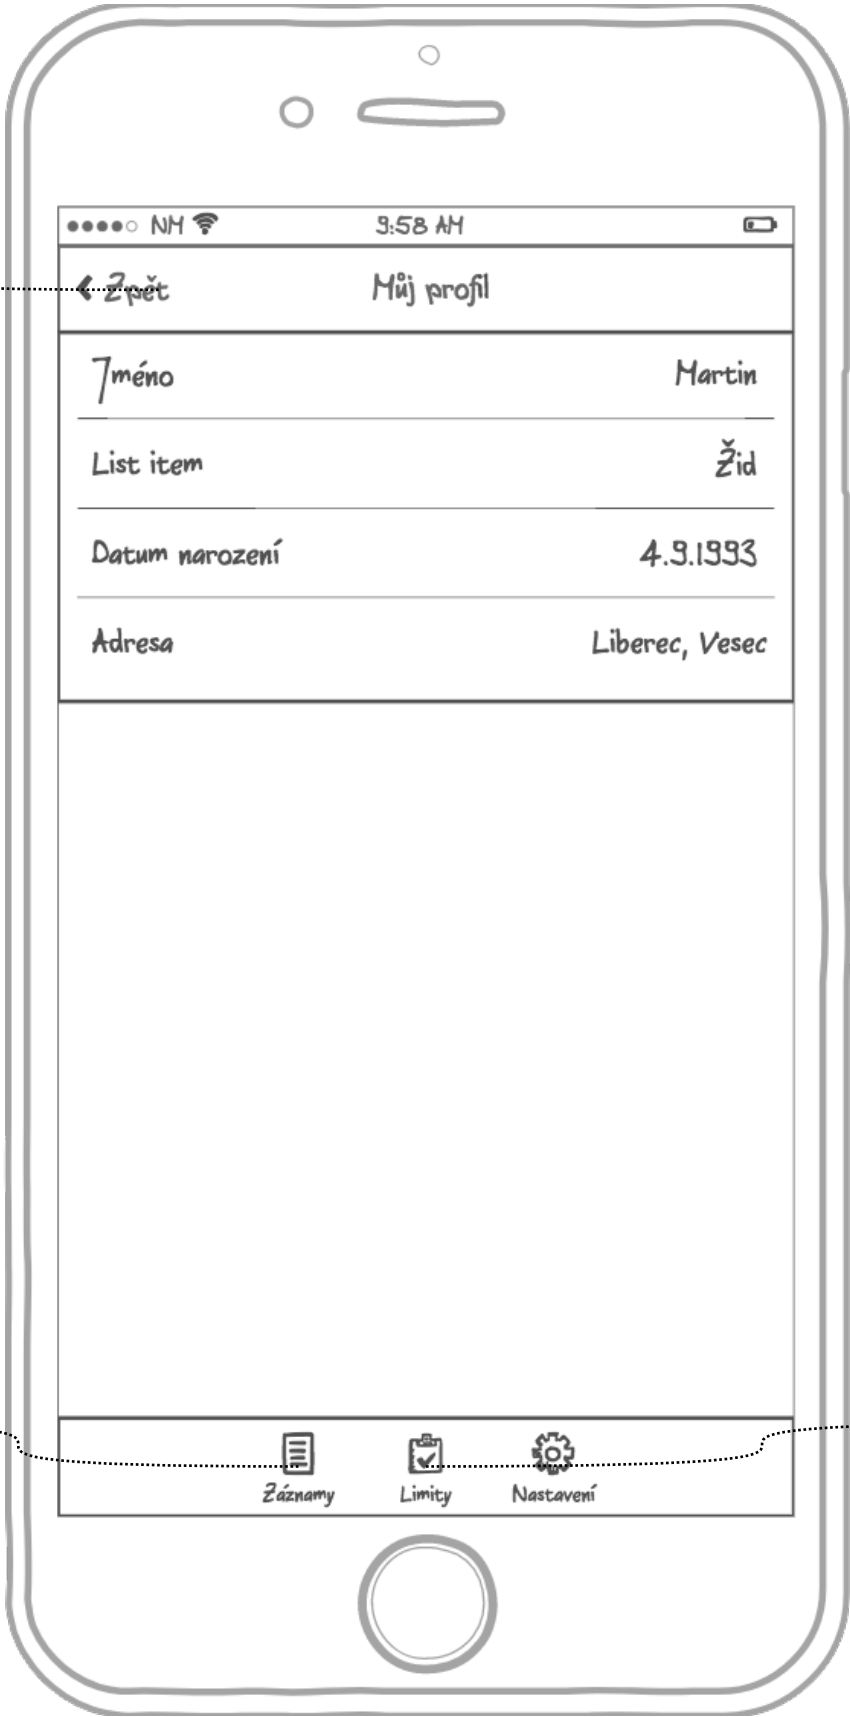 NM 9:58 AM
Zpět Můj profil
Jméno Martin
List item Žid
Datum narození 4.9.1993
Adresa Liberec, Vesec
Záznamy Limity Nastavení